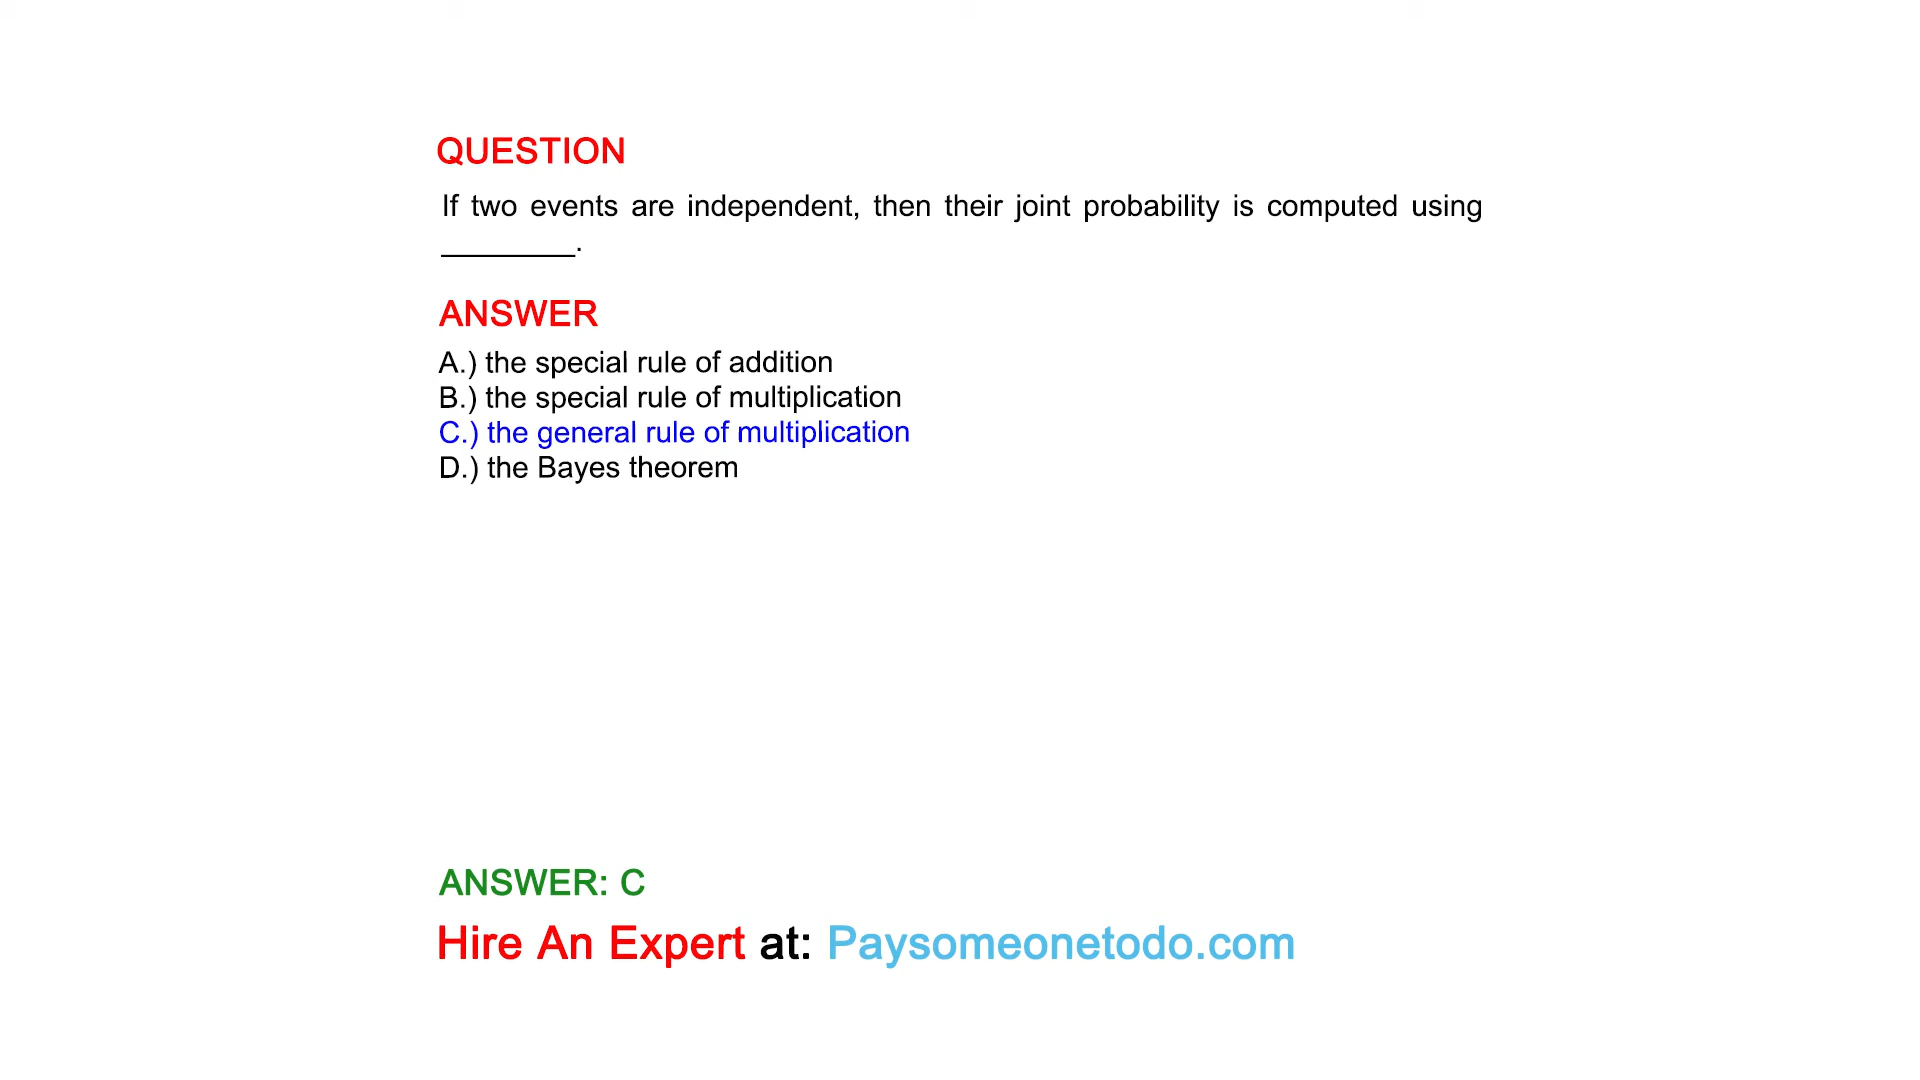 QUESTION
If two events are independent, then their joint probability is computed using
________.
ANSWER
A.) the special rule of addition
B.) the special rule of multiplication
C.) the general rule of multiplication
D.) the Bayes theorem
ANSWER: C
Hire An Expert at: Paysomeonetodo.com